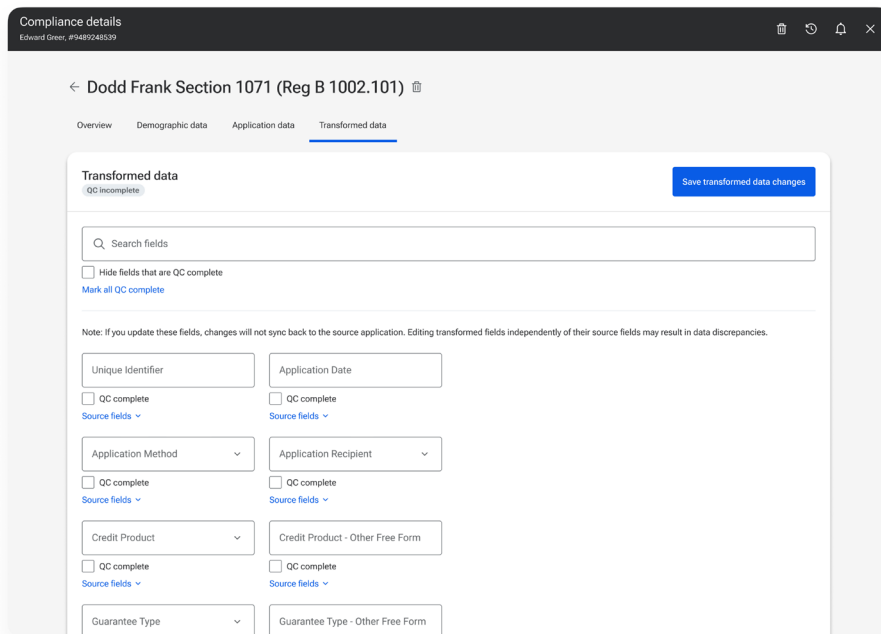 Compliance details
Edward Greer, #9489248539
Dodd Frank Section 1071 (Reg B 1002.101)
Overview Demographic data Application data Transformed data
Transformed data
QC incomplete
Save transformed data changes
Search fields
Hide fields that are QC complete
Mark all QC complete
Note: If you update these fields, changes will not sync back to the source application. Editing transformed fields independently of their source fields may result in data discrepancies.
Unique Identifier Application Date
QC complete QC complete
Source fields Source fields
Application Method Application Recipient
QC complete QC complete
Source fields Source fields
Credit Product Credit Product - Other Free Form
QC complete QC complete
Source fields Source fields
Guarantee Type Guarantee Type - Other Free Form